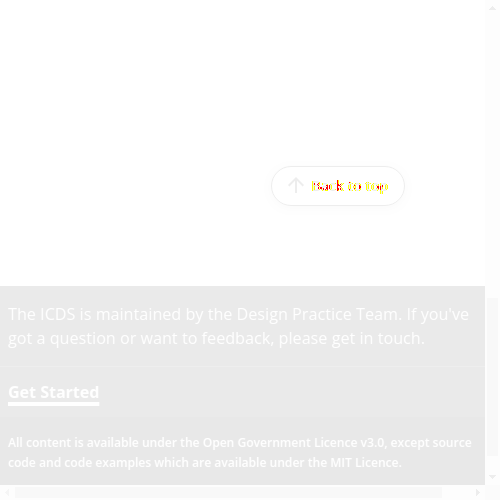 Back to top
The ICDS is maintained by the Design Practice Team. If you've
got a question or want to feedback, please get in touch.
Get Started
All content is available under the Open Government Licence v3.0, except source
code and code examples which are available under the MIT Licence.